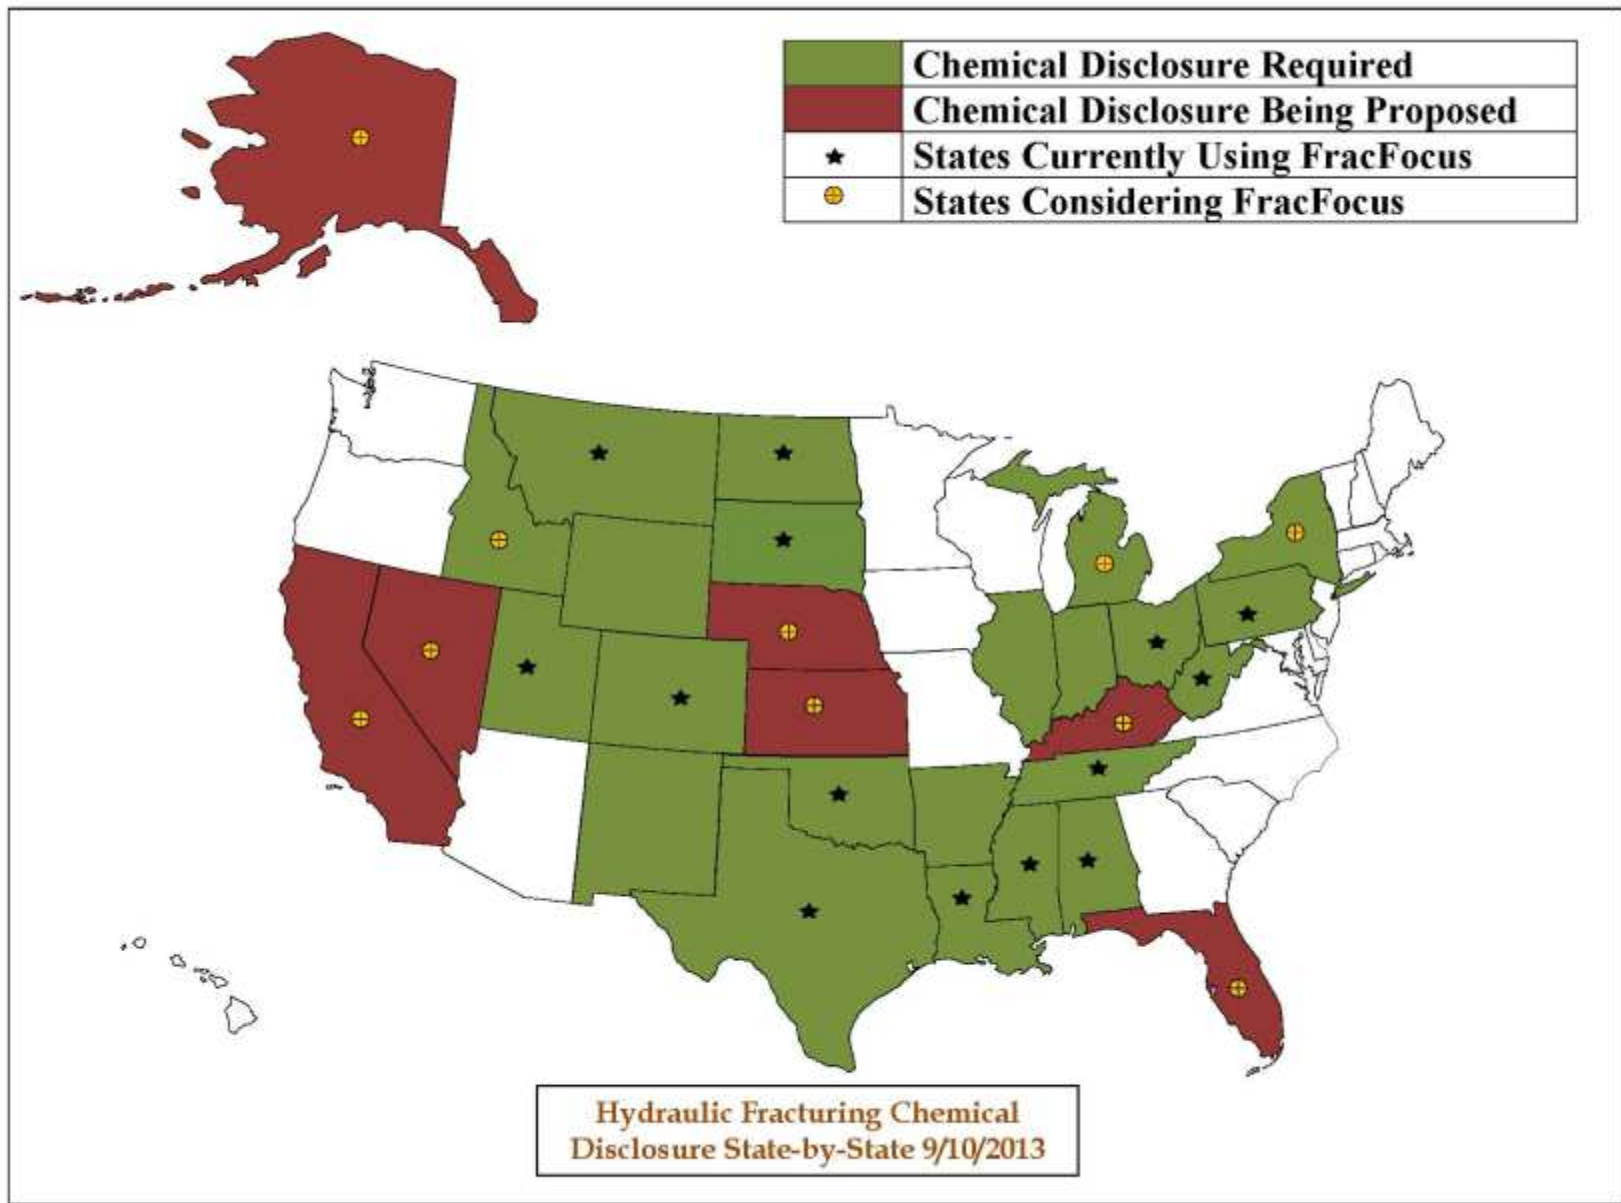 Chemical Disclosure Required
Chemical Disclosure Being Proposed
States Currently Using FracFocus
States Considering FracFocus
Hydraulic Fracturing Chemical
Disclosure State-by-State 9/10/2013